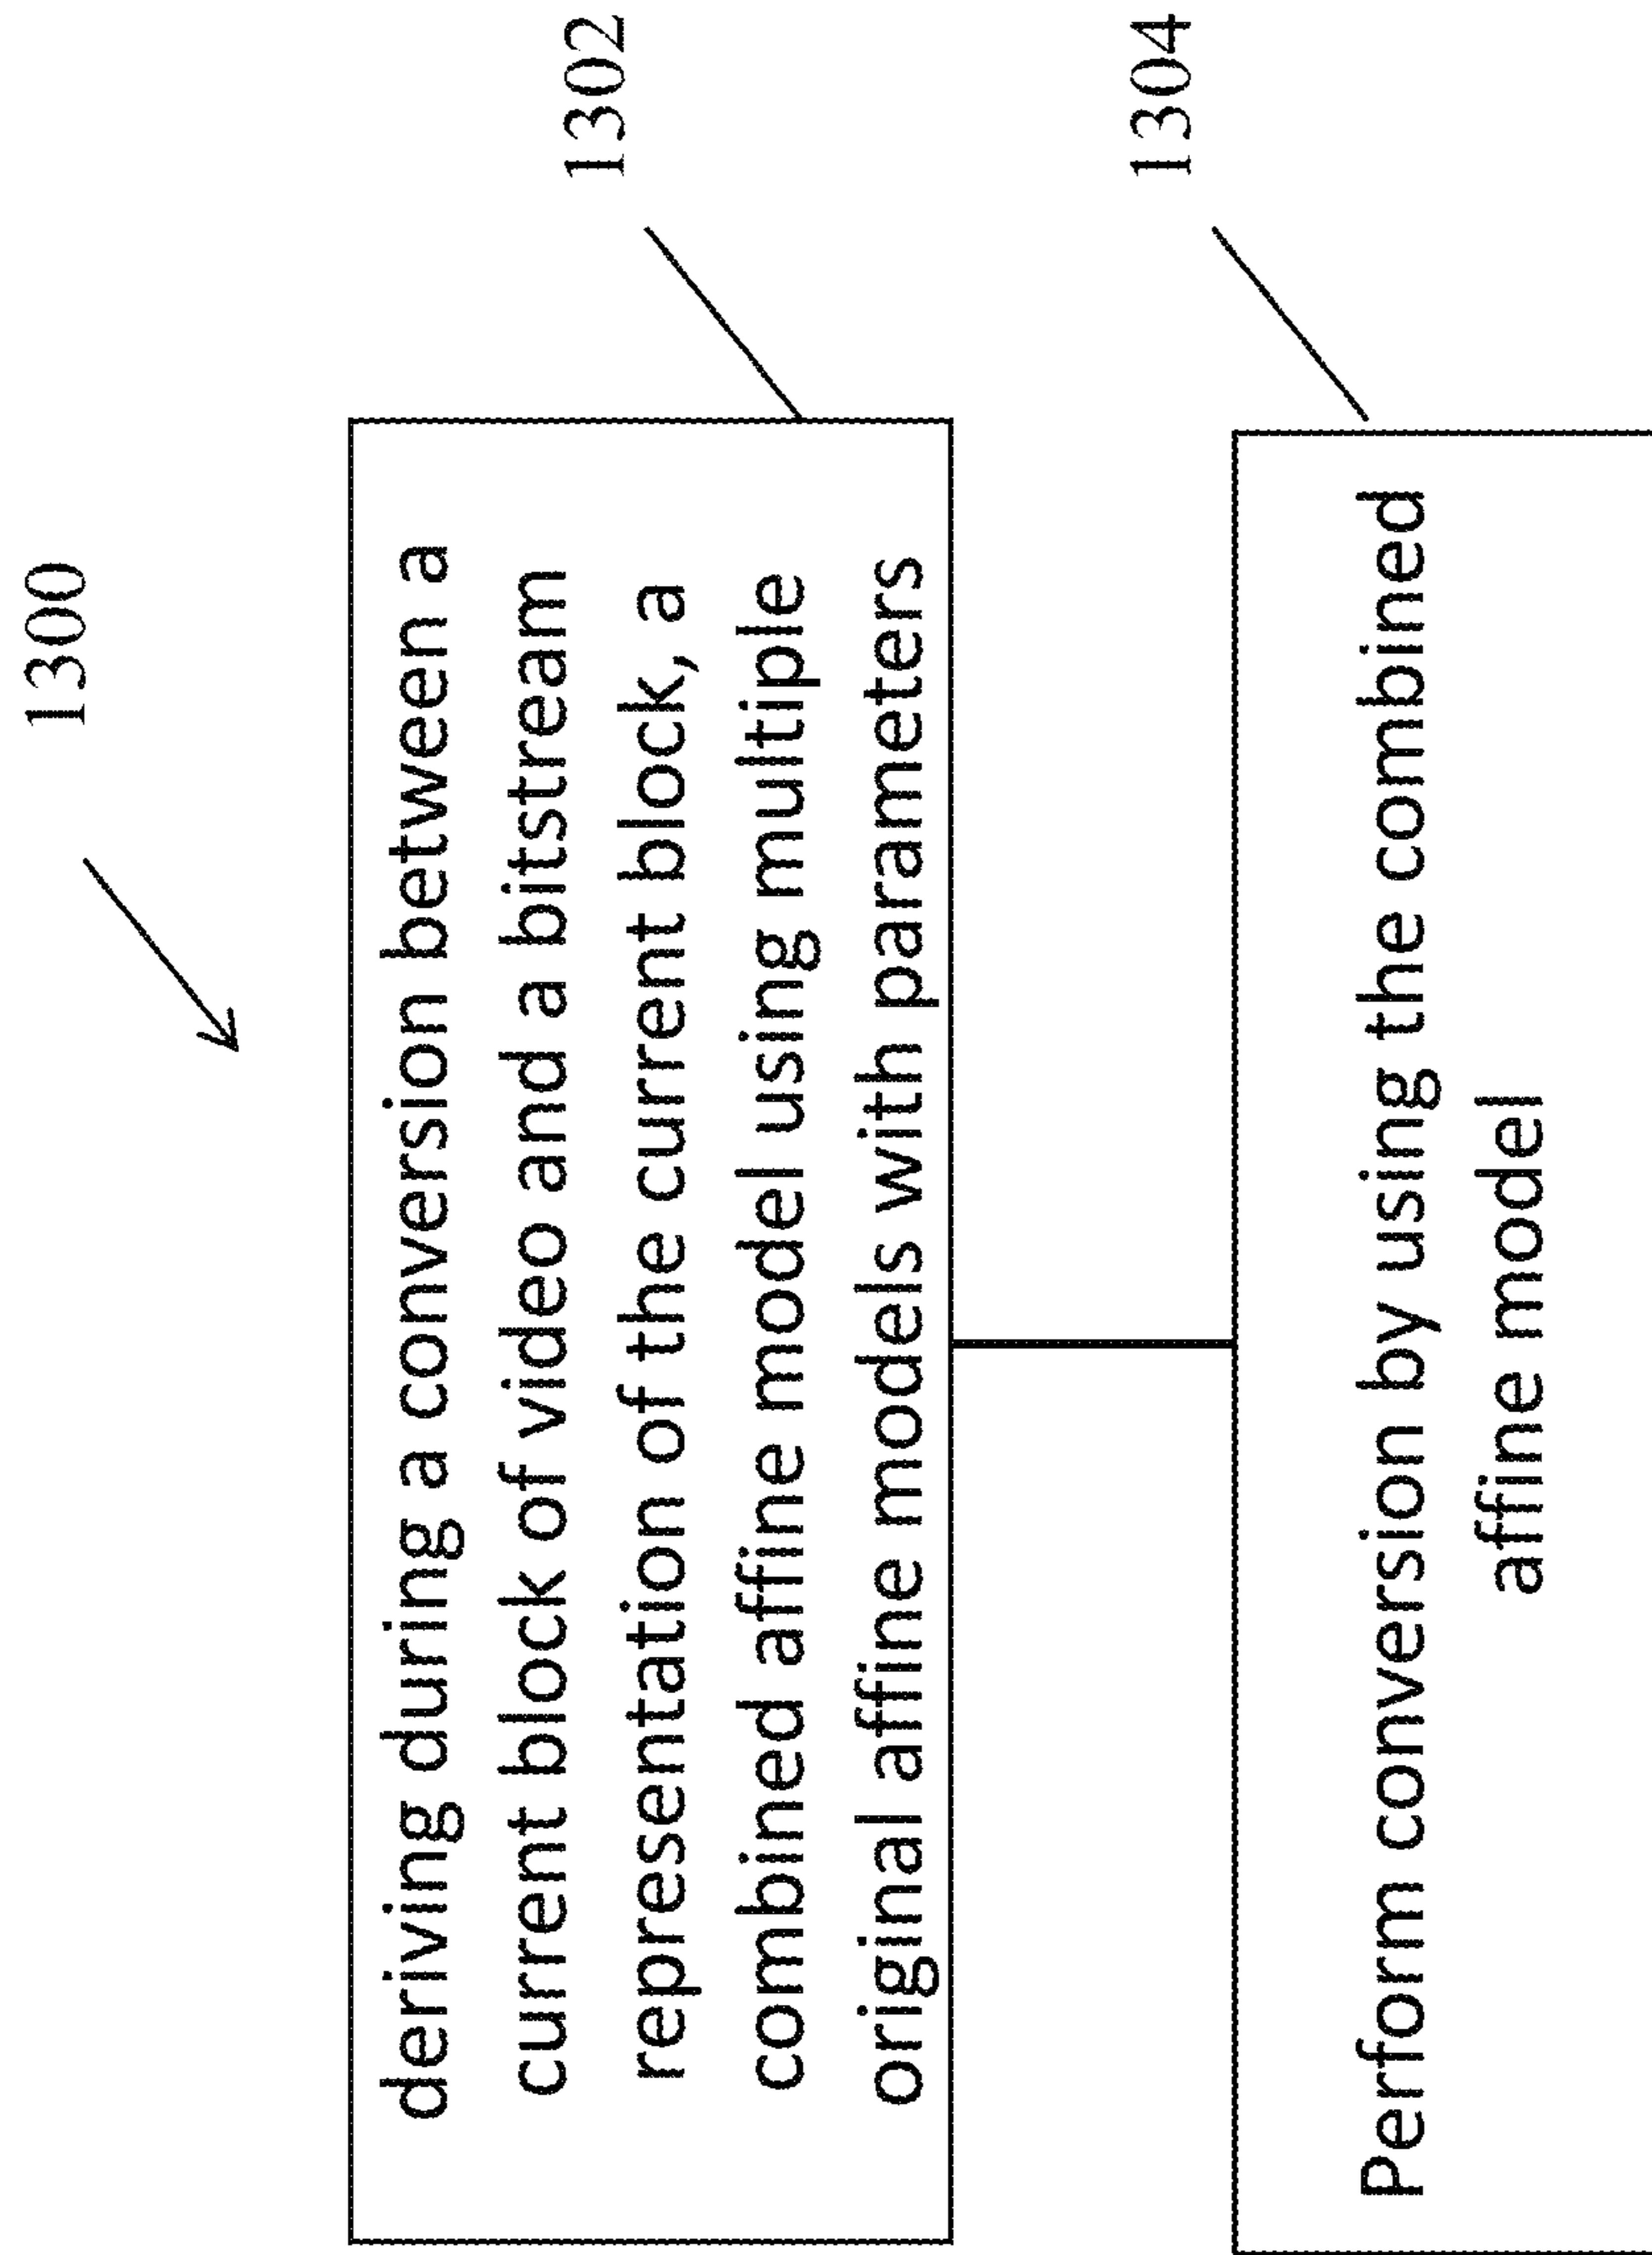 1300
deriving during a conversion between a
current block of video and a bitstream
representation of the current block, a
combined affine model using multiple
original affine models with parameters
1302
Perform conversion by using the combined
affine model
1304